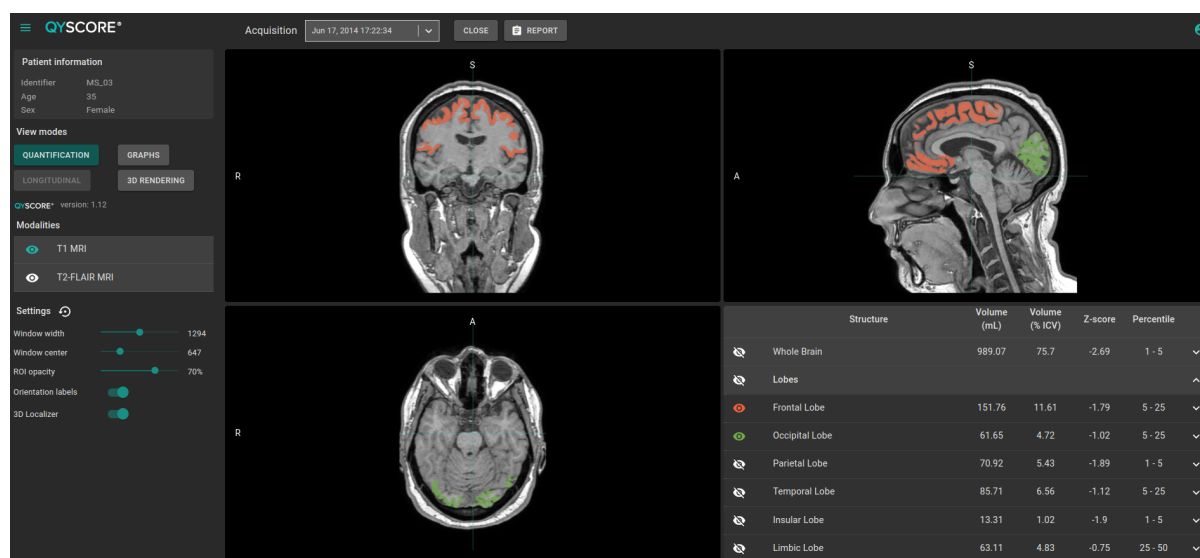 QYSCORE®
Acquisition Jun 17, 2014 17:22:34 CLOSE REPORT
Patient information
Identifier MS_03
Age 35
Sex Female
View modes
QUANTIFICATION GRAPHS
LONGITUDINAL 3D RENDERING
QYSCORE® version: 1.12
Modalities
T1 MRI
T2-FLAIR MRI
Settings
Window width 1294
Window center 647
ROI opacity 70%
Orientation labels
3D Localizer
S
R
S
A
A
R
Structure Volume (mL) Volume (% ICV) Z-score Percentile
Whole Brain 989.07 75.7 -2.69 1 - 5
Lobes
Frontal Lobe 151.76 11.61 -1.79 5 - 25
Occipital Lobe 61.65 4.72 -1.02 5 - 25
Parietal Lobe 70.92 5.43 -1.89 1 - 5
Temporal Lobe 85.71 6.56 -1.12 5 - 25
Insular Lobe 13.31 1.02 -1.9 1 - 5
Limbic Lobe 63.11 4.83 -0.75 25 - 50